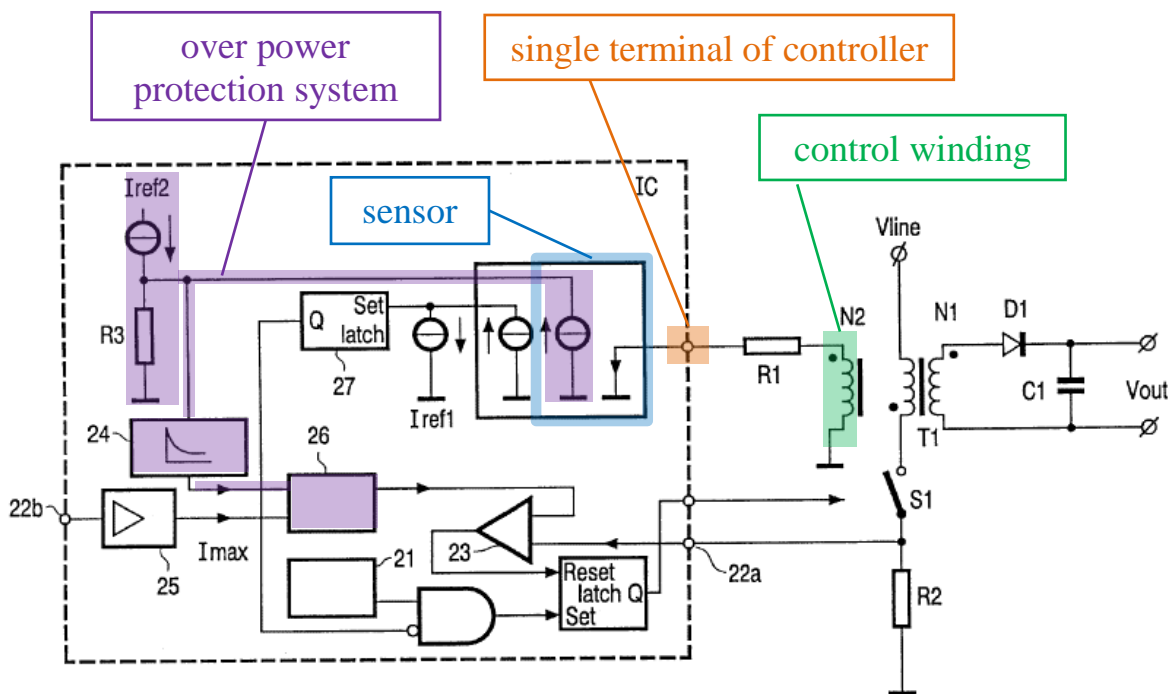 over power
protection system
single terminal of controller
control winding
sensor
Iref2
IC
Vline
R3
Q
Set
latch
27
Iref1
R1
N2
N1
D1
C1
Vout
T1
24
26
22b
25
Imax
21
23
Reset
latch Q
Set
22a
S1
R2